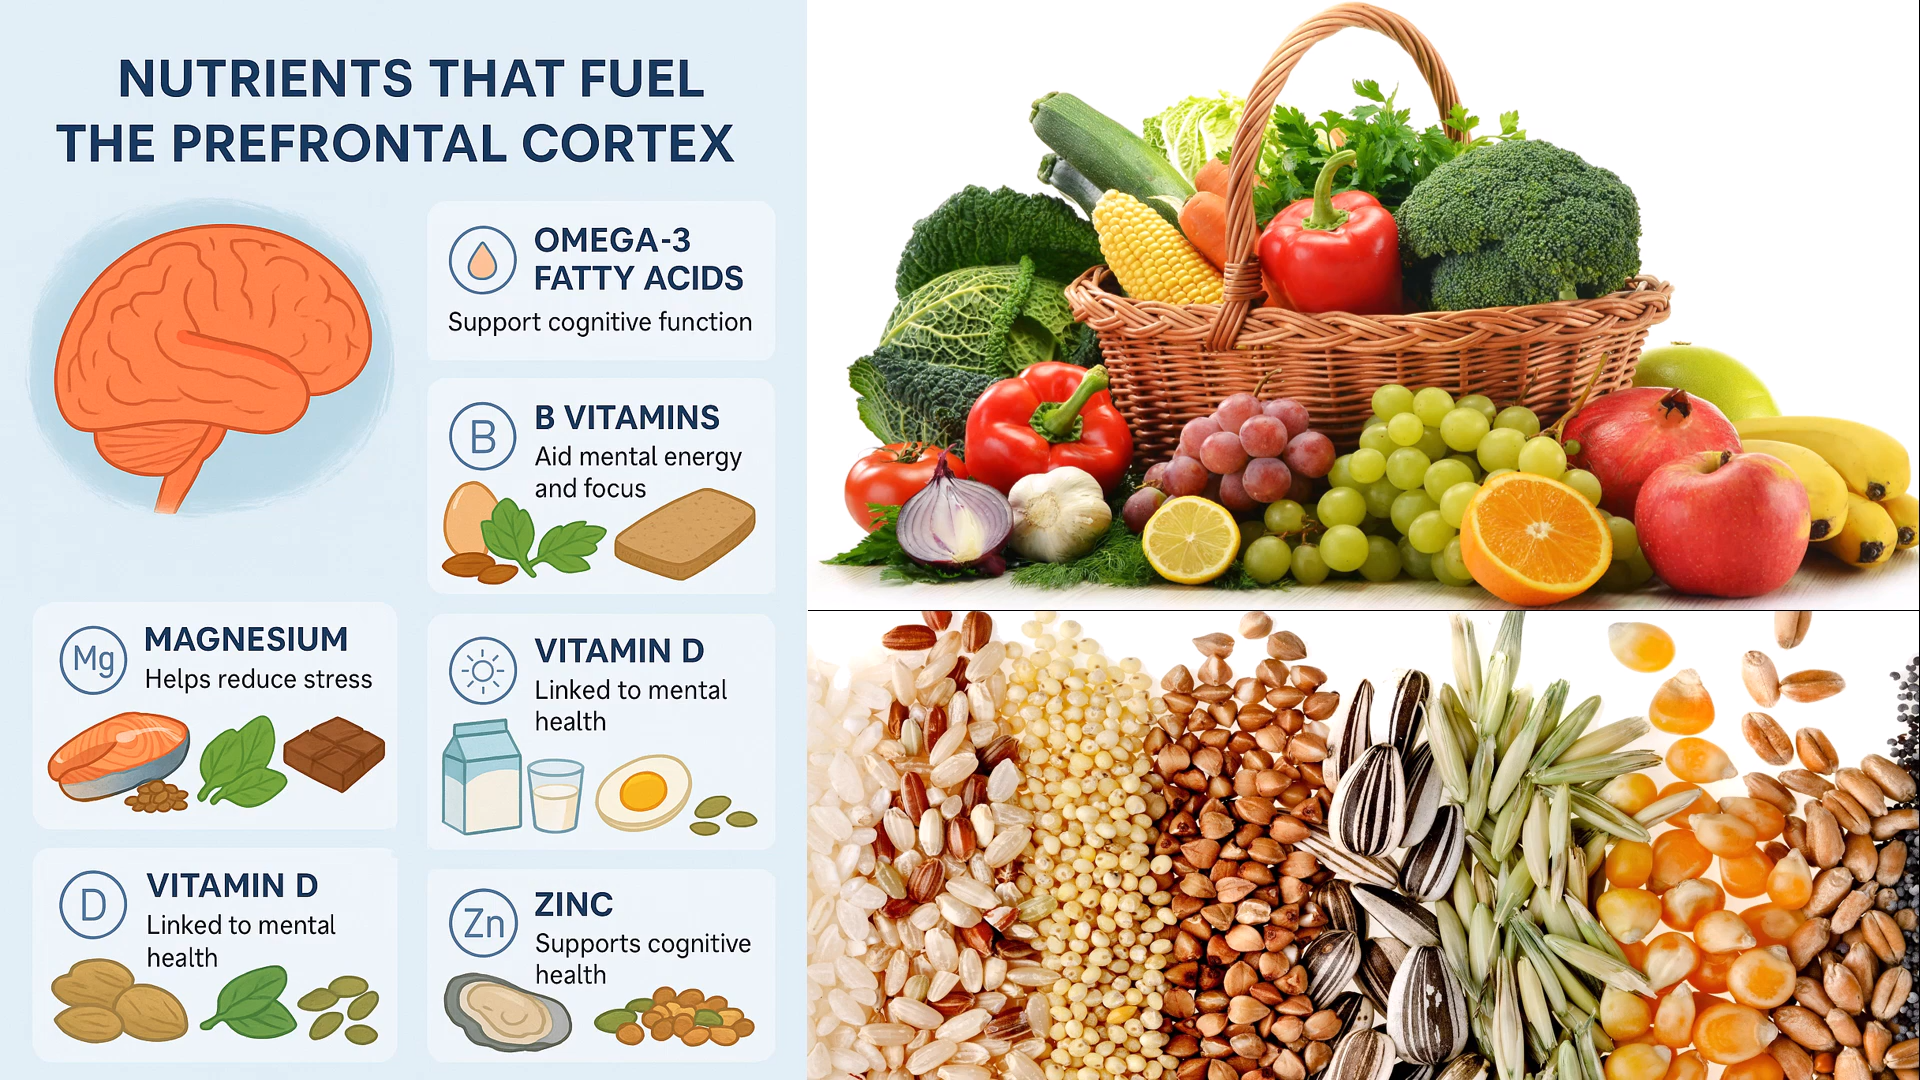 NUTRIENTS THAT FUEL
THE PREFRONTAL CORTEX
OMEGA-3
FATTY ACIDS
Support cognitive function
B
B VITAMINS
Aid mental energy
and focus
Mg
MAGNESIUM
Helps reduce stress
VITAMIN D
Linked to mental
health
D
VITAMIN D
Linked to mental
health
Zn
ZINC
Supports cognitive
health